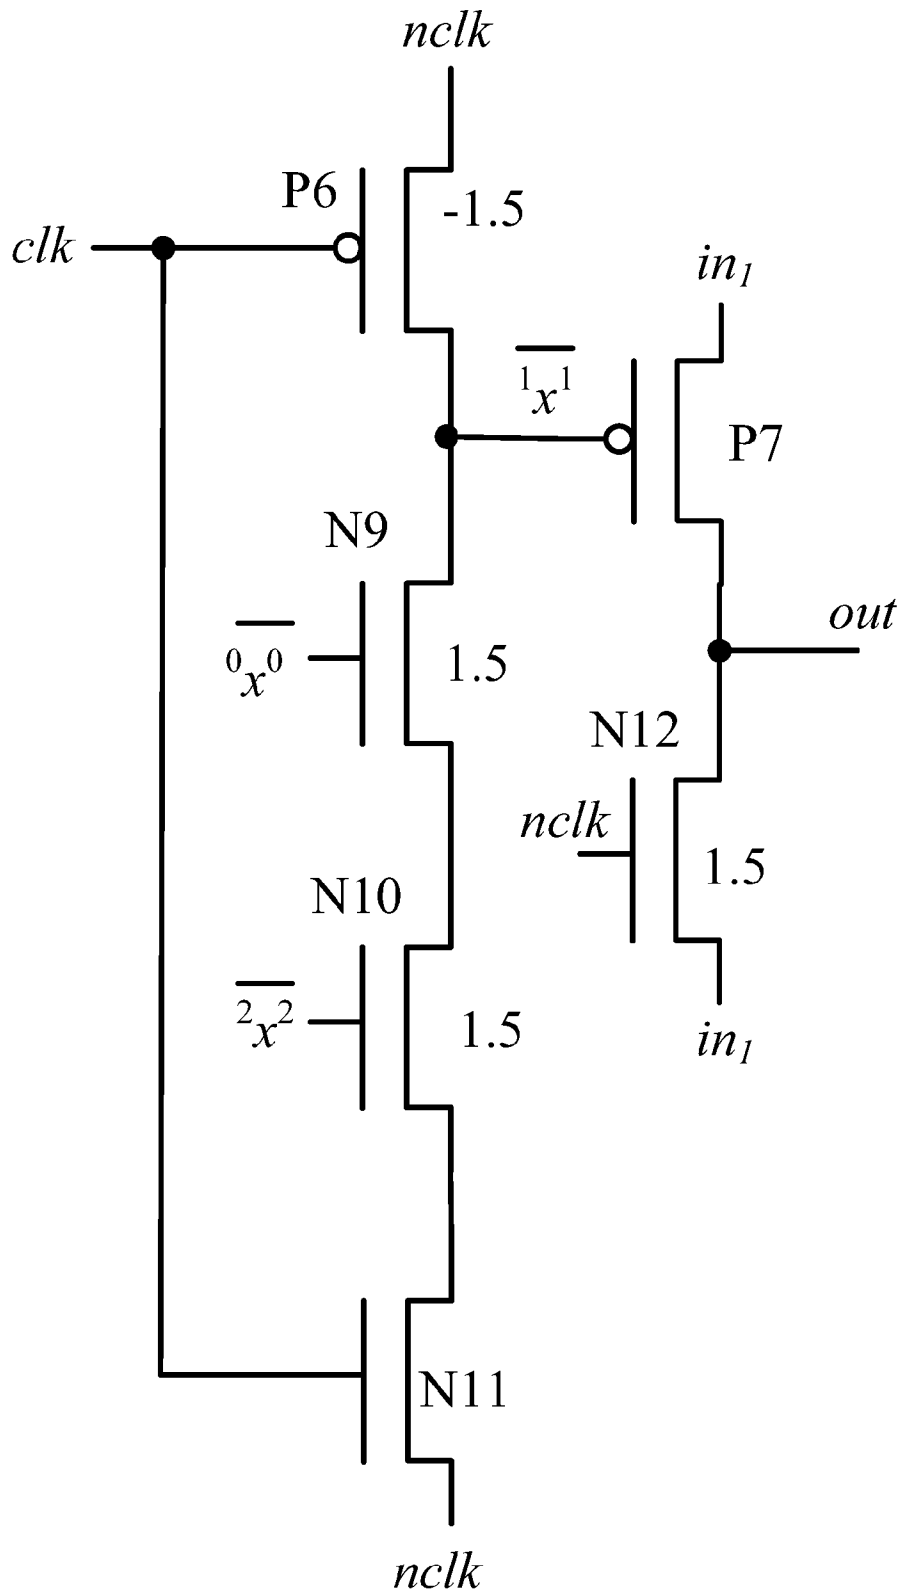 nclk
P6
-1.5
clk
in₁
¹x¹
P7
N9
⁰x⁰
1.5
out
N12
nclk
1.5
N10
²x²
1.5
in₁
N11
nclk